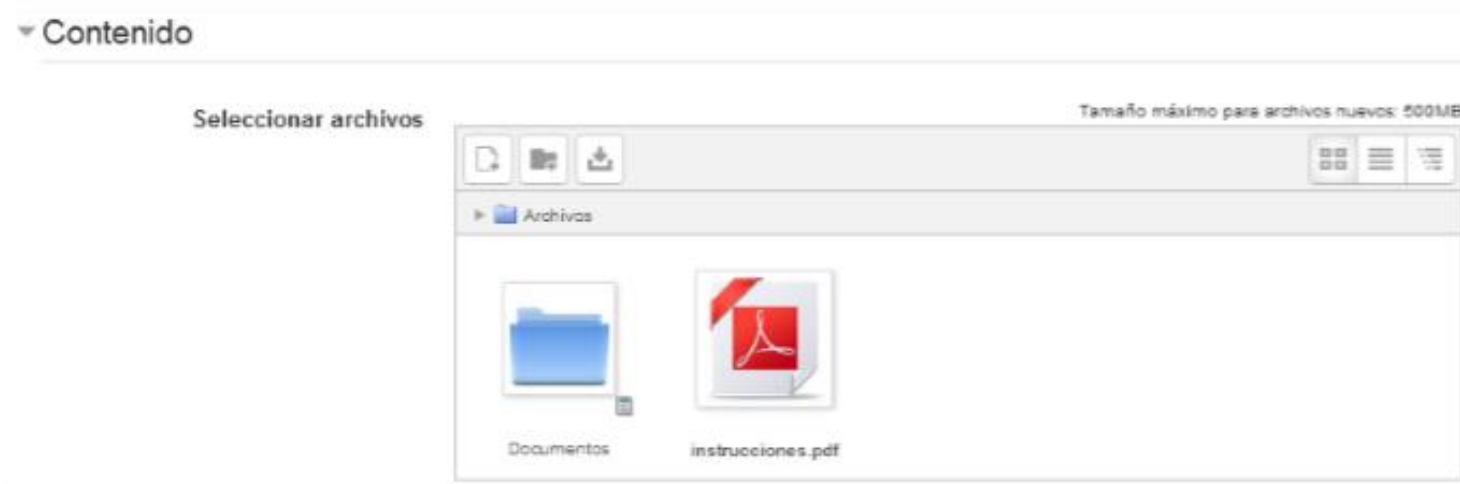 Contenido
Seleccionar archivos
Tamaño máximo para archivos nuevos: 500MB
Archivos
Documentos
instrucciones.pdf